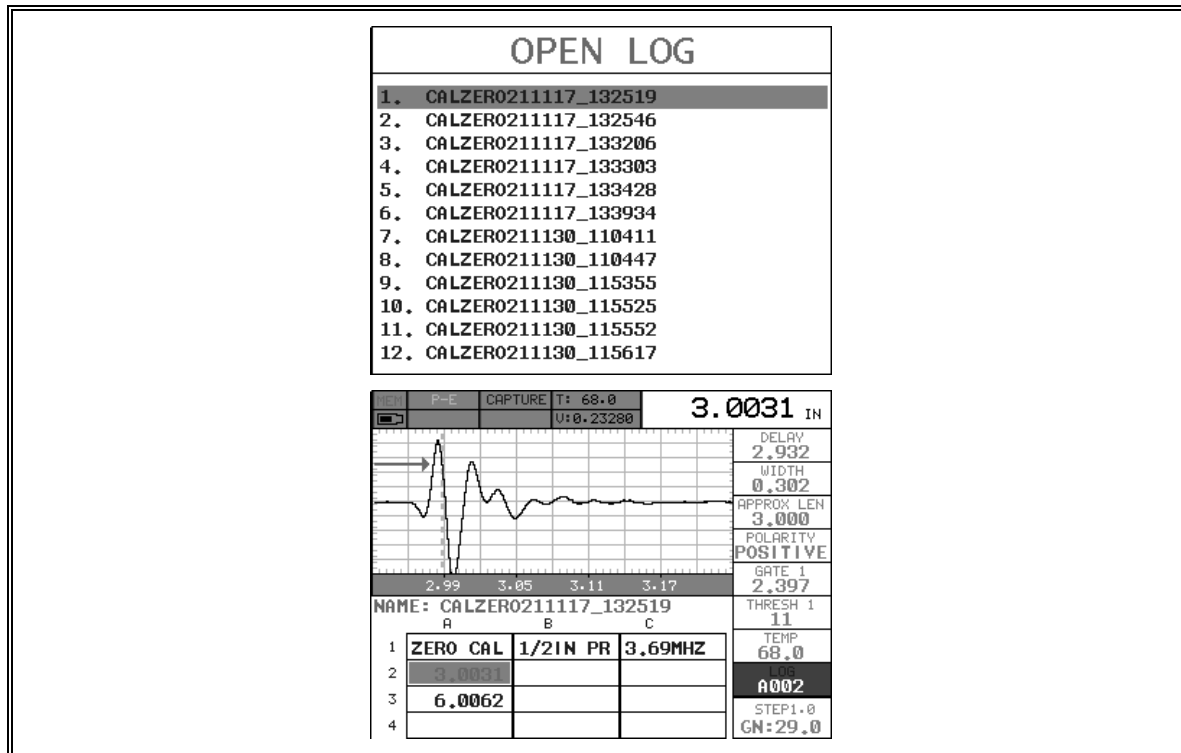 OPEN LOG
1. CALZERO211117_132519
2. CALZERO211117_132546
3. CALZERO211117_133206
4. CALZERO211117_133303
5. CALZERO211117_133428
6. CALZERO211117_133934
7. CALZERO211130_110411
8. CALZERO211130_110447
9. CALZERO211130_115355
10. CALZERO211130_115525
11. CALZERO211130_115552
12. CALZERO211130_115617
MEM P-E CAPTURE T: 68.0 3.0031 IN
V:0.23280
DELAY
2.932
WIDTH
0.302
APPROX LEN
3.000
POLARITY
POSITIVE
GATE 1
2.397
2.99 3.05 3.11 3.17
NAME: CALZERO211117_132519
THRESH 1
11
A B C
1 ZERO CAL 1/2IN PR 3.69MHZ
TEMP
68.0
2 3.0031
LOG
A002
3 6.0062
4
STEP1.0
GN:29.0